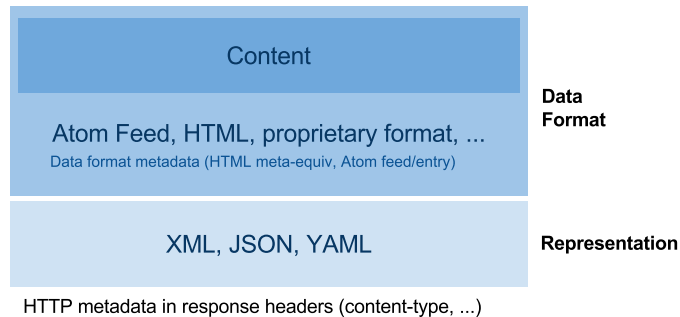 Content
Data
Format
Atom Feed, HTML, proprietary format, ...
Data format metadata (HTML meta-equiv, Atom feed/entry)
XML, JSON, YAML
Representation
HTTP metadata in response headers (content-type, ...)